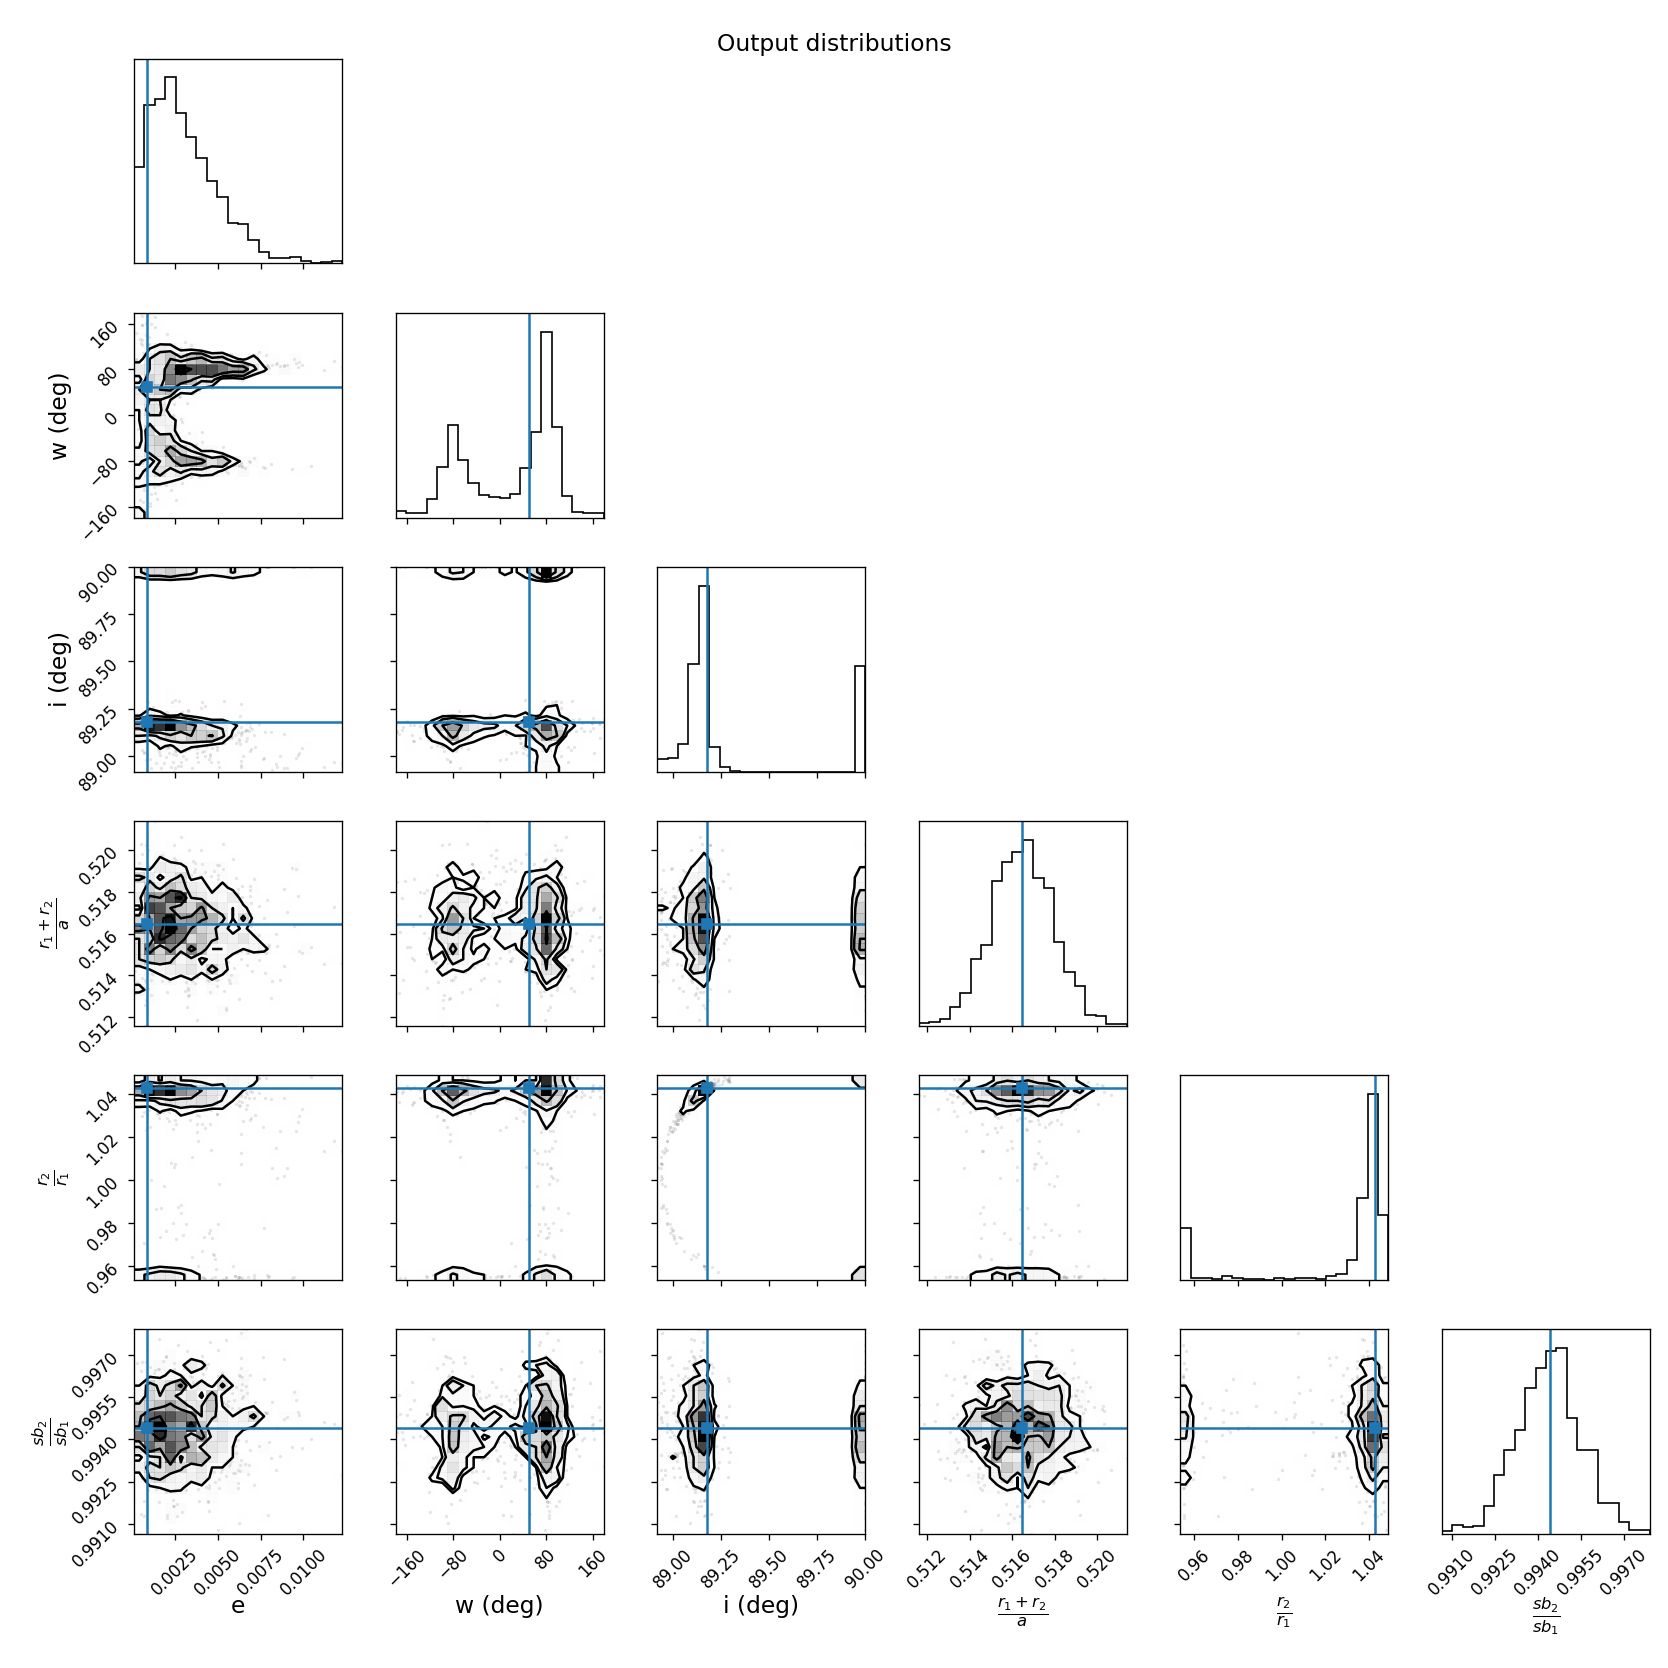 Output distributions
w (deg)
160
80
0
−80
−160
i (deg)
90.00
89.75
89.50
89.25
89.00
r₁ + r₂
a
0.520
0.518
0.516
0.514
0.512
r₂
r₁
1.04
1.02
1.00
0.98
0.96
sb₂
sb₁
0.9970
0.9955
0.9940
0.9925
0.9910
0.0025 0.0050 0.0075 0.0100
−160 −80 0 80 160
89.00 89.25 89.50 89.75 90.00
0.512 0.514 0.516 0.518 0.520
0.96 0.98 1.00 1.02 1.04
0.9910 0.9925 0.9940 0.9955 0.9970
e
w (deg)
i (deg)
r₁ + r₂
a
r₂
r₁
sb₂
sb₁